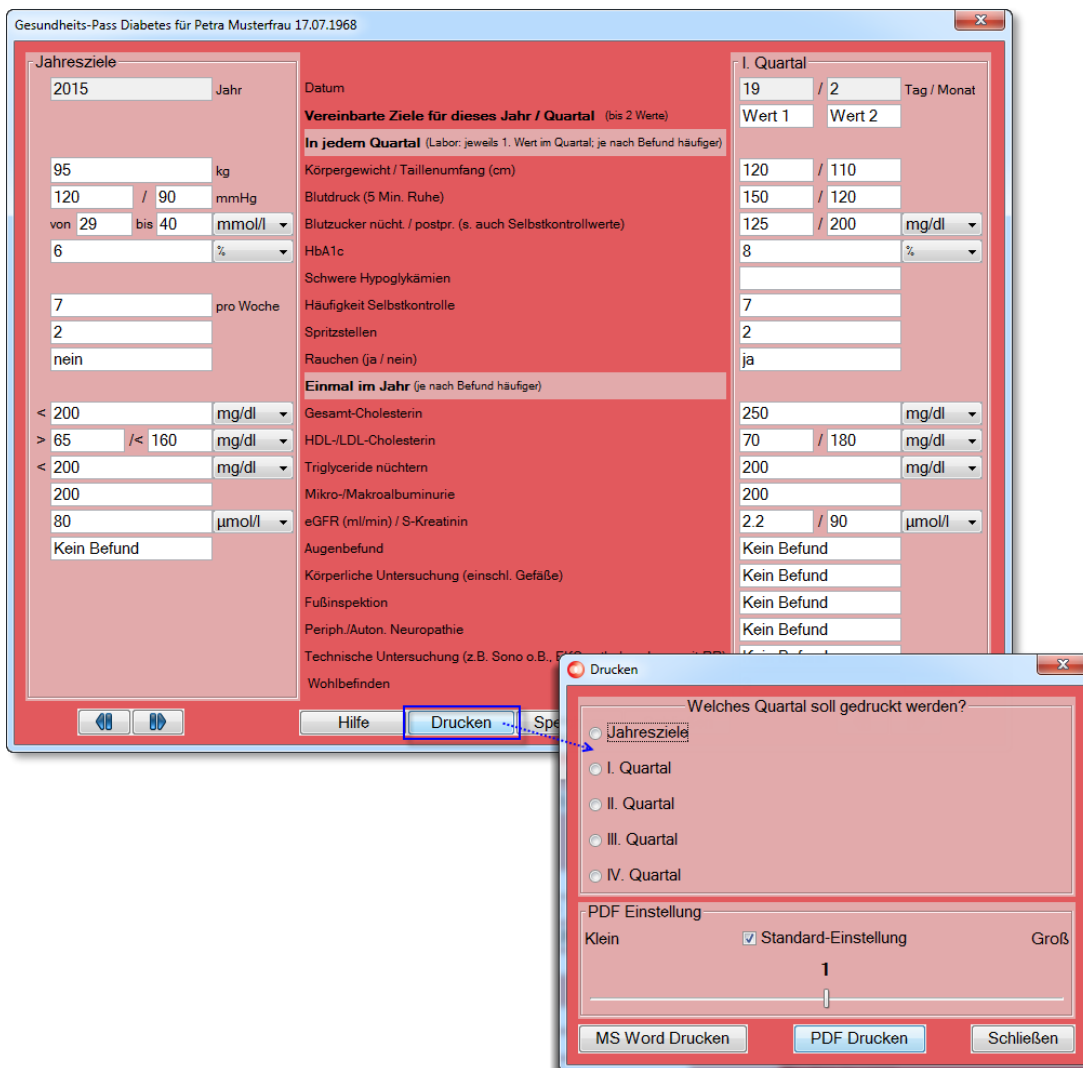 Gesundheits-Pass Diabetes für Petra Musterfrau 17.07.1968
Jahresziele I. Quartal
2015 Jahr Datum 19 / 2 Tag / Monat
Vereinbarte Ziele für dieses Jahr / Quartal (bis 2 Werte) Wert 1 Wert 2
In jedem Quartal (Labor: jeweils 1. Wert im Quartal; je nach Befund häufiger)
95 kg Körpergewicht / Taillenumfang (cm) 120 / 110
120 / 90 mmHg Blutdruck (5 Min. Ruhe) 150 / 120
von 29 bis 40 mmol/l Blutzucker nücht. / postpr. (s. auch Selbstkontrollwerte) 125 / 200 mg/dl
6 % HbA1c 8 %
Schwere Hypoglykämien
7 pro Woche Häufigkeit Selbstkontrolle 7
2 Spritzstellen 2
nein Rauchen (ja / nein) ja
Einmal im Jahr (je nach Befund häufiger)
< 200 mg/dl Gesamt-Cholesterin 250 mg/dl
> 65 /< 160 mg/dl HDL-/LDL-Cholesterin 70 / 180 mg/dl
< 200 mg/dl Triglyceride nüchtern 200 mg/dl
200 Mikro-/Makroalbuminurie 200
80 µmol/l eGFR (ml/min) / S-Kreatinin 2.2 / 90 µmol/l
Kein Befund Augenbefund Kein Befund
Körperliche Untersuchung (einschl. Gefäße) Kein Befund
Fußinspektion Kein Befund
Periph./Auton. Neuropathie Kein Befund
Technische Untersuchung (z.B. Sono o.B.,
Wohlbefinden
Hilfe Drucken Spe
Drucken
Welches Quartal soll gedruckt werden?
Jahresziele
I. Quartal
II. Quartal
III. Quartal
IV. Quartal
PDF Einstellung
Klein Standard-Einstellung Groß
1
MS Word Drucken PDF Drucken Schließen